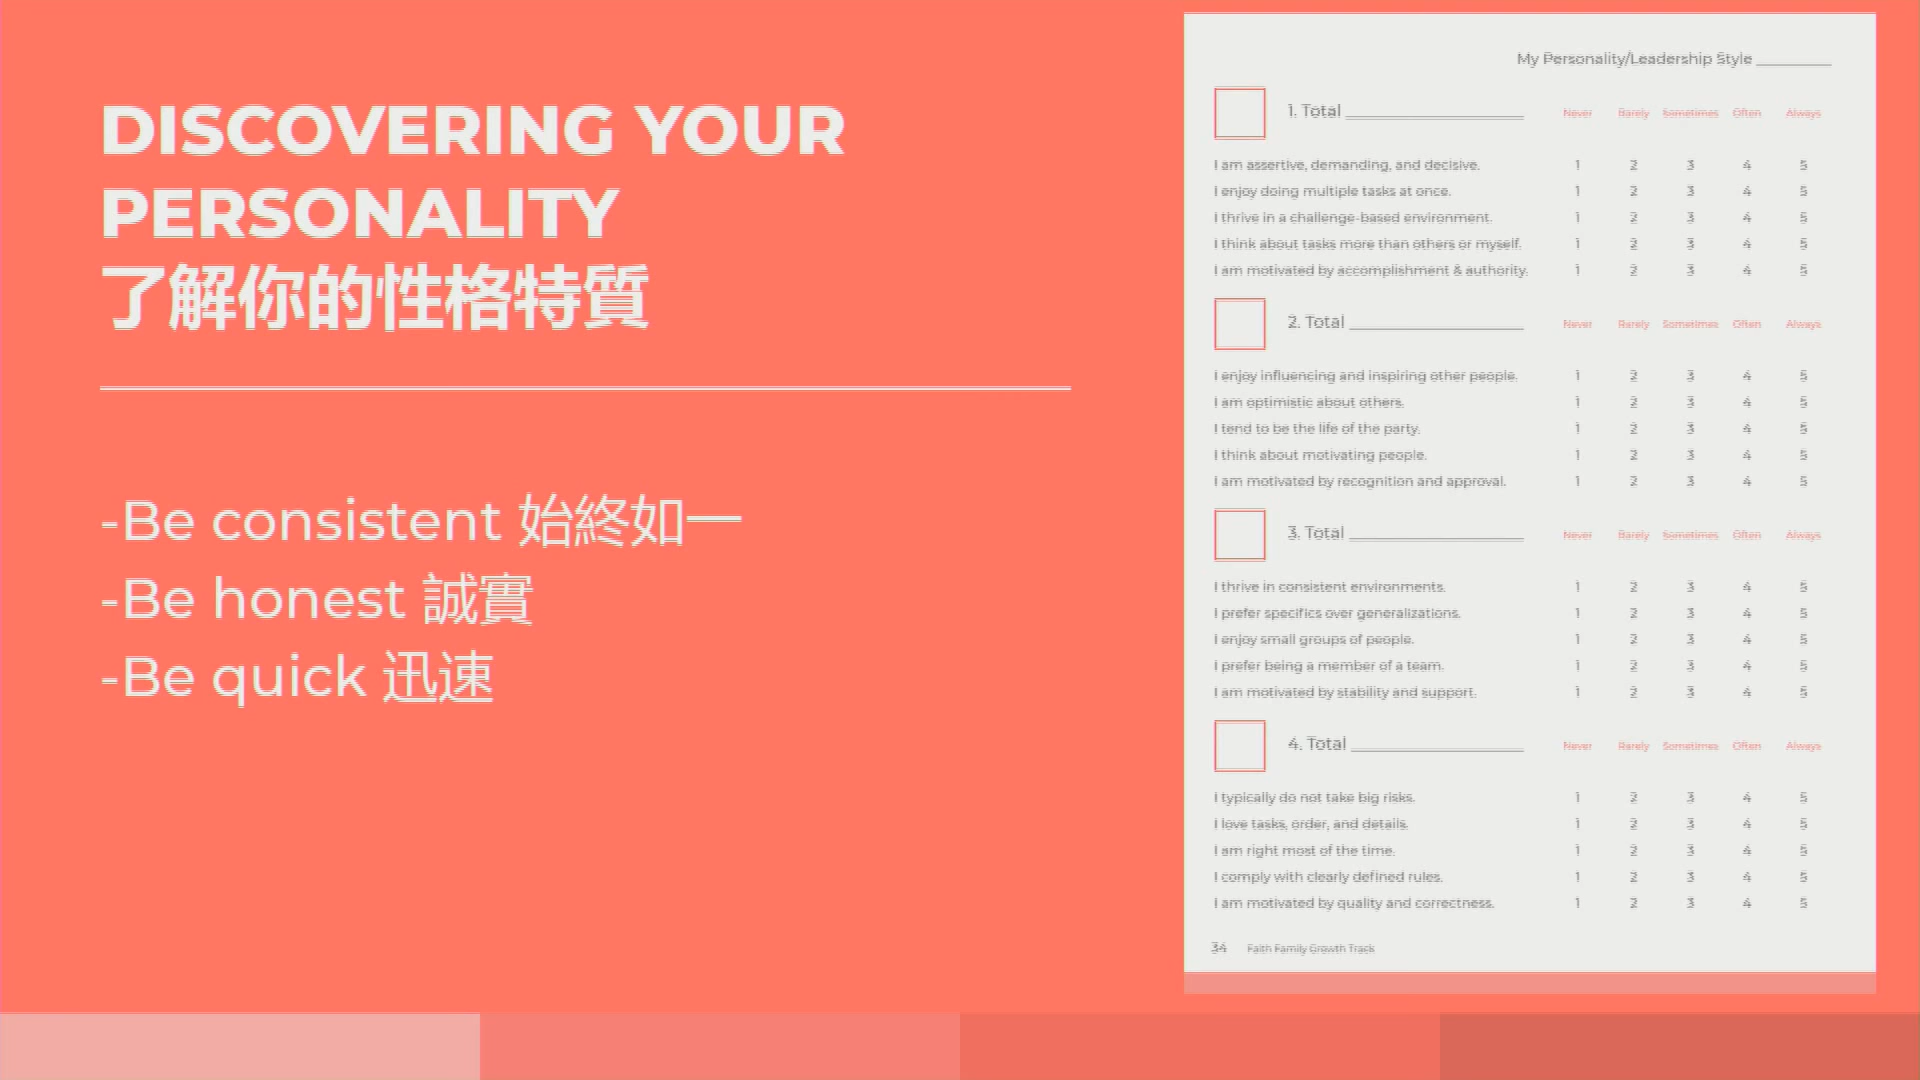 DISCOVERING YOUR
PERSONALITY
了解你的性格特質
-Be consistent 始終如一
-Be honest 誠實
-Be quick 迅速
My Personality/Leadership Style __________
1. Total ____________________ Never Rarely Sometimes Often Always
I am assertive, demanding, and decisive. 1 2 3 4 5
I enjoy doing multiple tasks at once. 1 2 3 4 5
I thrive in a challenge-based environment. 1 2 3 4 5
I think about tasks more than others or myself. 1 2 3 4 5
I am motivated by accomplishment & authority. 1 2 3 4 5
2. Total ____________________ Never Rarely Sometimes Often Always
I enjoy influencing and inspiring other people. 1 2 3 4 5
I am optimistic about others. 1 2 3 4 5
I tend to be the life of the party. 1 2 3 4 5
I think about motivating people. 1 2 3 4 5
I am motivated by recognition and approval. 1 2 3 4 5
3. Total ____________________ Never Rarely Sometimes Often Always
I thrive in consistent environments. 1 2 3 4 5
I prefer specifics over generalizations. 1 2 3 4 5
I enjoy small groups of people. 1 2 3 4 5
I prefer being a member of a team. 1 2 3 4 5
I am motivated by stability and support. 1 2 3 4 5
4. Total ____________________ Never Rarely Sometimes Often Always
I typically do not take big risks. 1 2 3 4 5
I love tasks, order, and details. 1 2 3 4 5
I am right most of the time. 1 2 3 4 5
I comply with clearly defined rules. 1 2 3 4 5
I am motivated by quality and correctness. 1 2 3 4 5
34 Faith Family Growth Track